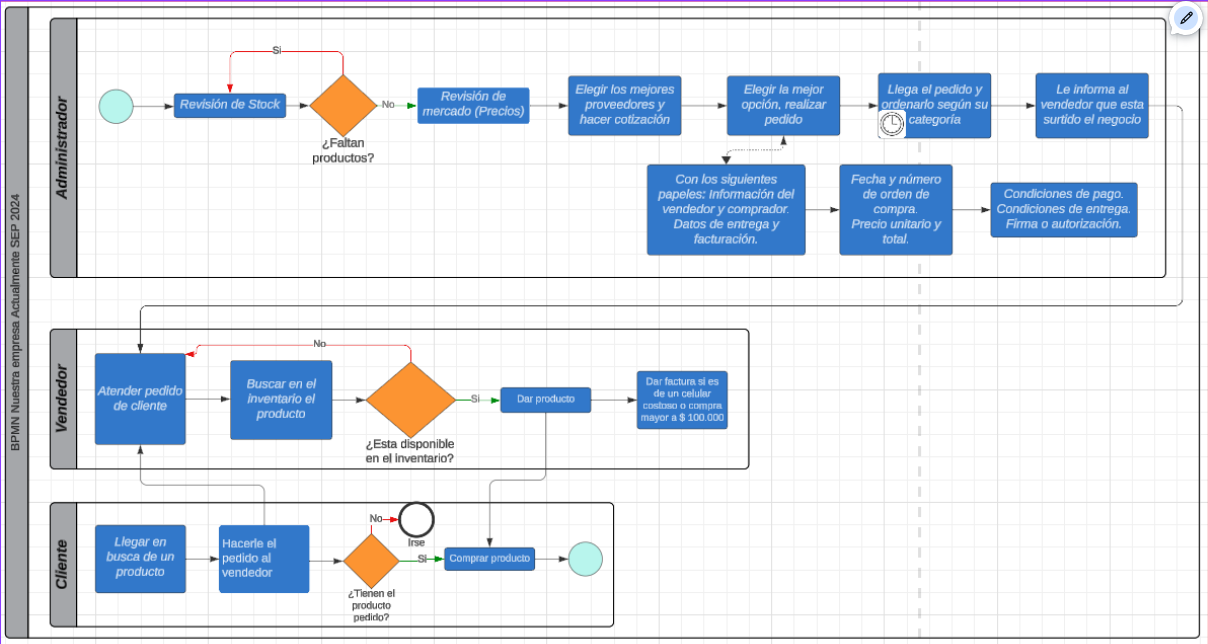 BPMN Nuestra empresa Actualmente SEP 2024
Administrador
Si
Revisión de Stock
¿Faltan
productos?
No
Revisión de
mercado (Precios)
Elegir los mejores
proveedores y
hacer cotización
Elegir la mejor
opción, realizar
pedido
Llega el pedido y
ordenarlo según su
categoría
Le informa al
vendedor que esta
surtido el negocio
Con los siguientes
papeles: Información del
vendedor y comprador.
Datos de entrega y
facturación.
Fecha y número
de orden de
compra.
Precio unitario y
total.
Condiciones de pago.
Condiciones de entrega.
Firma o autorización.
Vendedor
No
Atender pedido
de cliente
Buscar en el
inventario el
producto
¿Esta disponible
en el inventario?
Si
Dar producto
Dar factura si es
de un celular
costoso o compra
mayor a $ 100.000
Cliente
Llegar en
busca de un
producto
Hacerle el
pedido al
vendedor
No
Irse
¿Tienen el
producto
pedido?
Si
Comprar producto